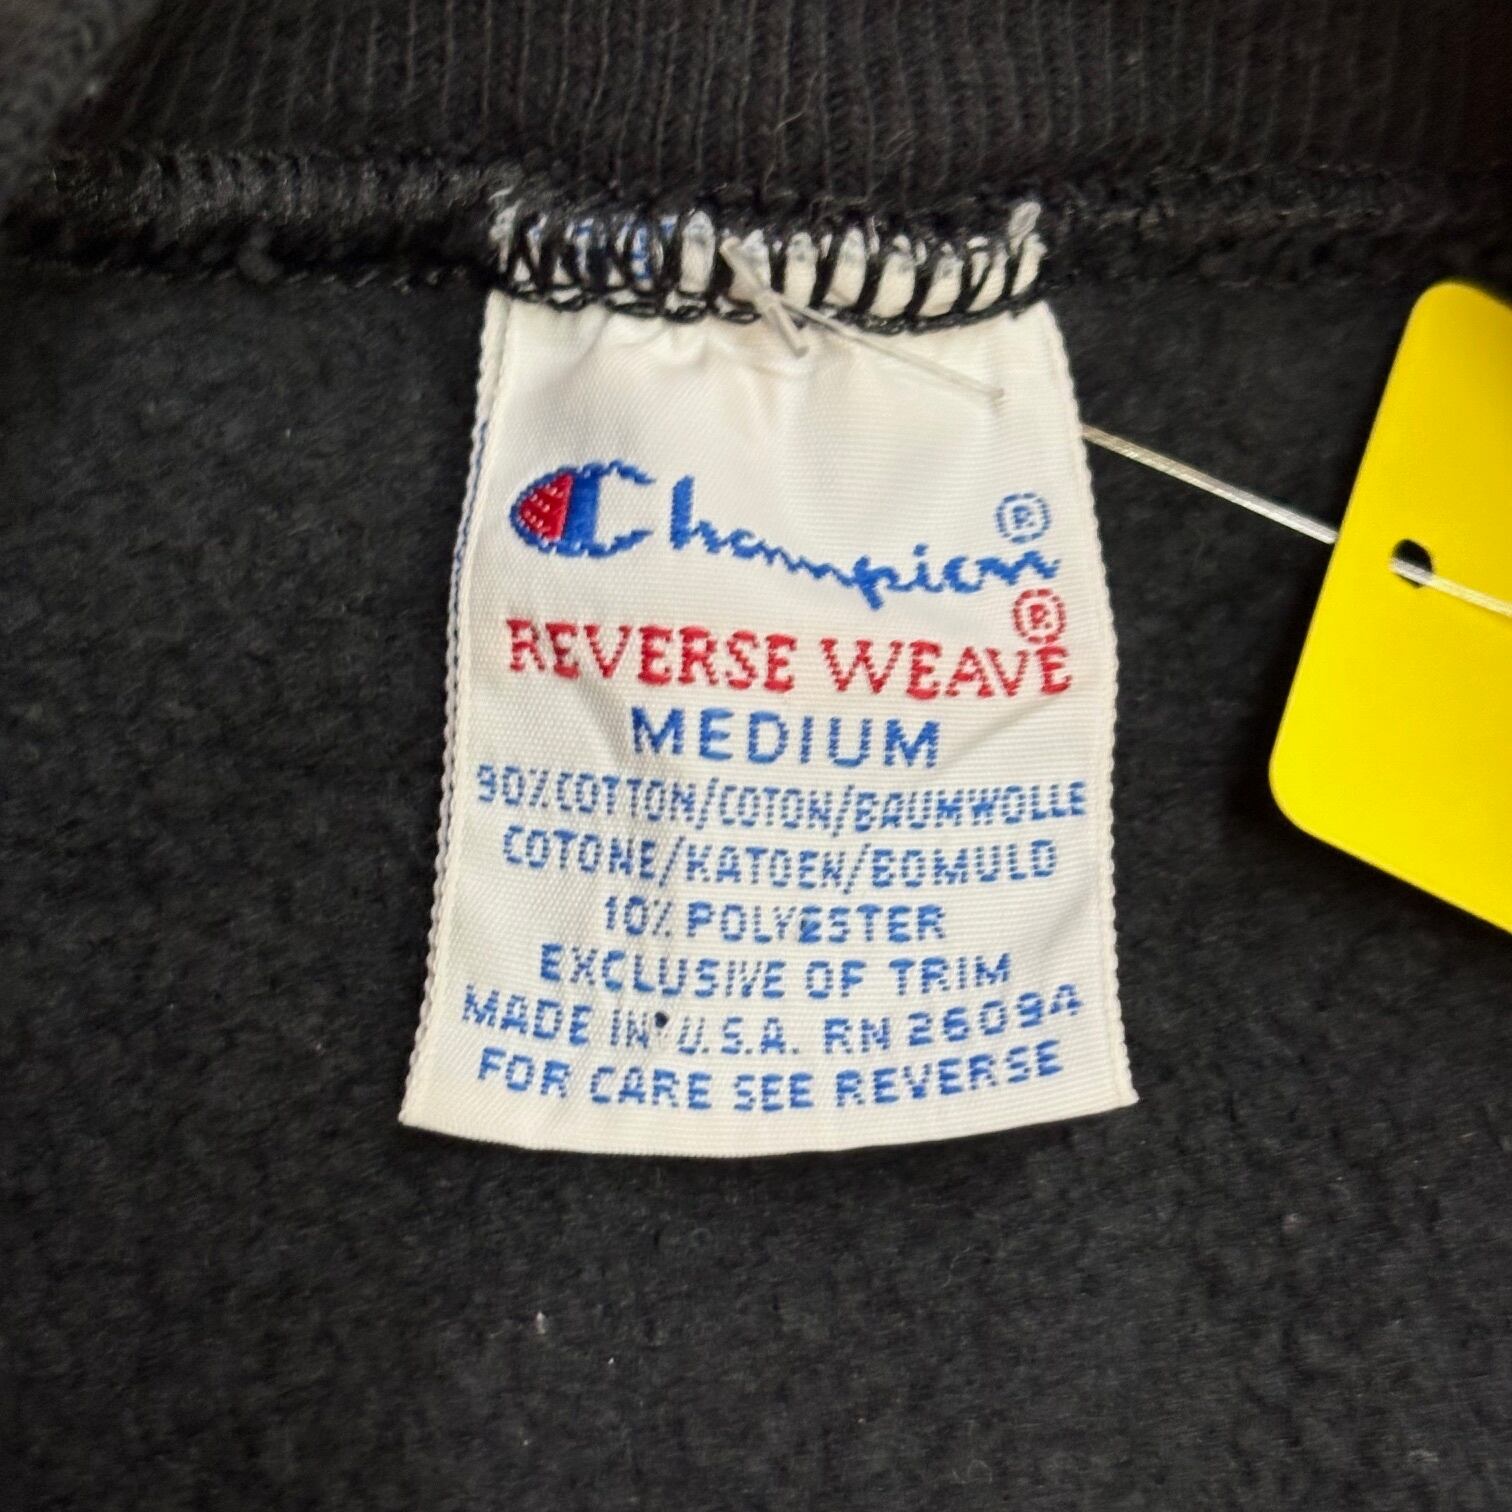 Champion®
REVERSE WEAVE®
MEDIUM
90% COTTON/COTON/BAUMWOLLE
COTONE/KATOEN/BOMULD
10% POLYESTER
EXCLUSIVE OF TRIM
MADE IN U.S.A. RN 26094
FOR CARE SEE REVERSE